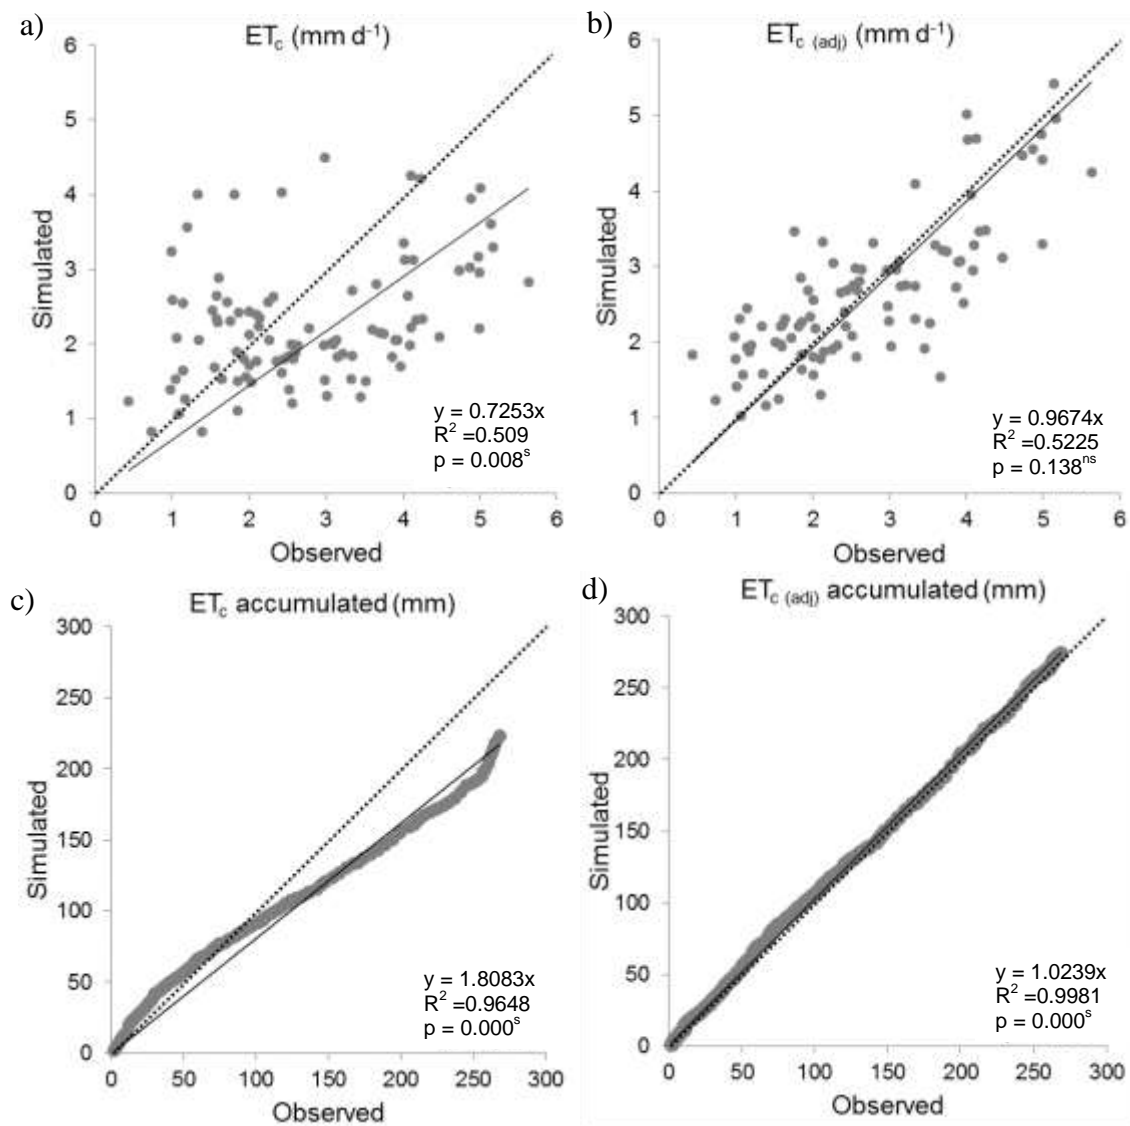 a)
ETc (mm d-1)
6
5
4
3
2
1
0
Simulated
0 1 2 3 4 5 6
Observed
y = 0.7253x
R2 =0.509
p = 0.008s
b)
ETc (adj) (mm d-1)
6
5
4
3
2
1
0
Simulated
0 1 2 3 4 5 6
Observed
y = 0.9674x
R2 =0.5225
p = 0.138ns
c)
ETc accumulated (mm)
300
250
200
150
100
50
0
Simulated
0 50 100 150 200 250 300
Observed
y = 1.8083x
R2 =0.9648
p = 0.000s
d)
ETc (adj) accumulated (mm)
300
250
200
150
100
50
0
Simulated
0 50 100 150 200 250 300
Observed
y = 1.0239x
R2 =0.9981
p = 0.000s